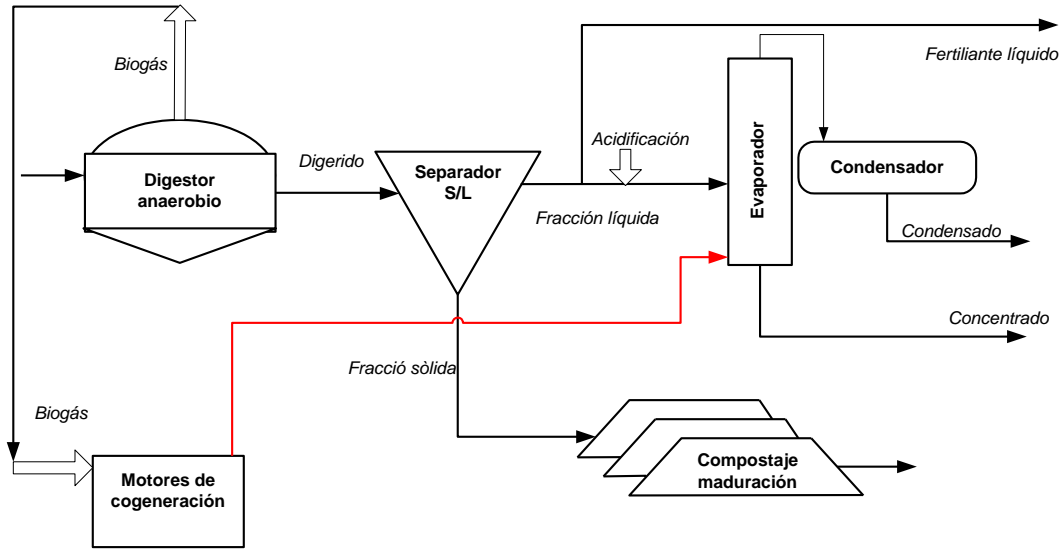 Biogás
Fertiliante líquido
Acidificación
Digestor
anaerobio
Digerido
Separador
S/L
Evaporador
Condensador
Fracción líquida
Condensado
Concentrado
Fracció sòlida
Biogás
Motores de
cogeneración
Compostaje
maduración